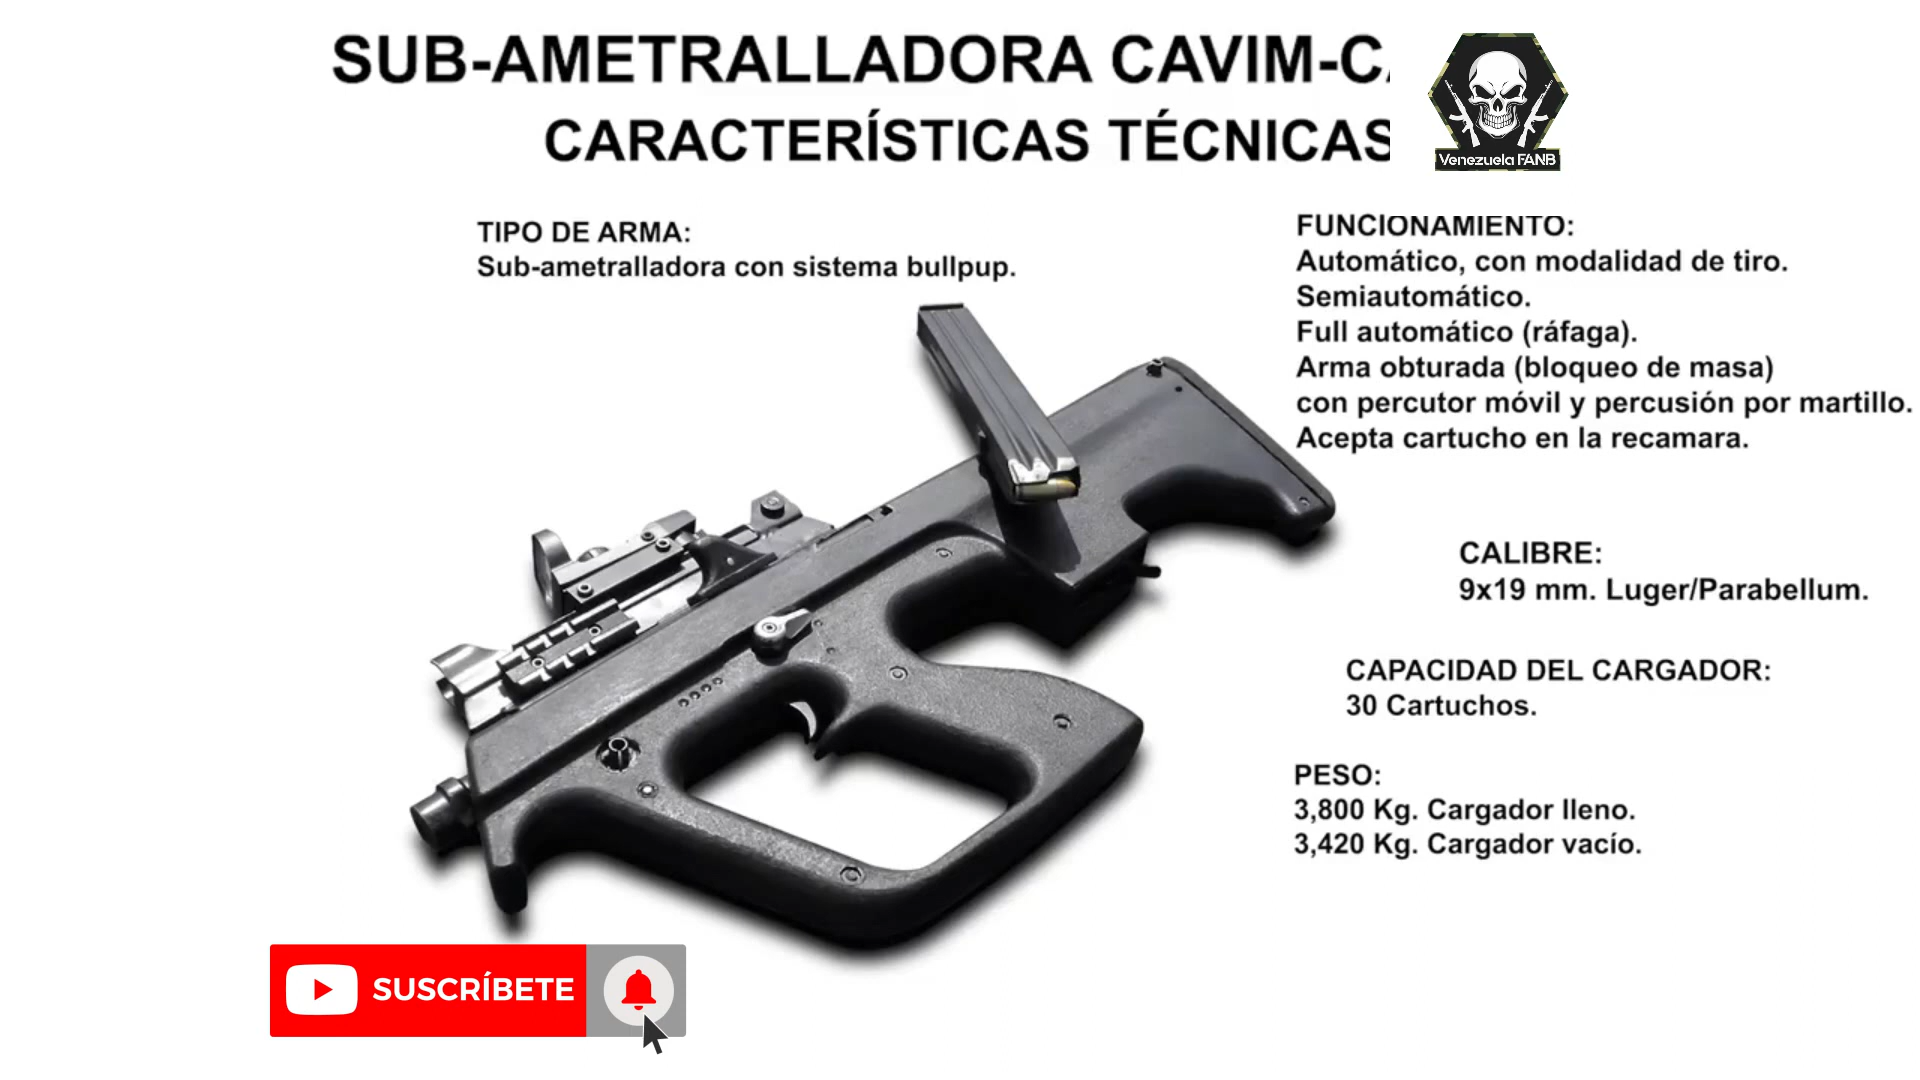 SUB-AMETRALLADORA CAVIM-C
CARACTERÍSTICAS TÉCNICAS
Venezuela FANB
TIPO DE ARMA:
Sub-ametralladora con sistema bullpup.
FUNCIONAMIENTO:
Automático, con modalidad de tiro.
Semiautomático.
Full automático (ráfaga).
Arma obturada (bloqueo de masa)
con percutor móvil y percusión por martillo.
Acepta cartucho en la recamara.
CALIBRE:
9x19 mm. Luger/Parabellum.
CAPACIDAD DEL CARGADOR:
30 Cartuchos.
PESO:
3,800 Kg. Cargador lleno.
3,420 Kg. Cargador vacío.
SUSCRÍBETE